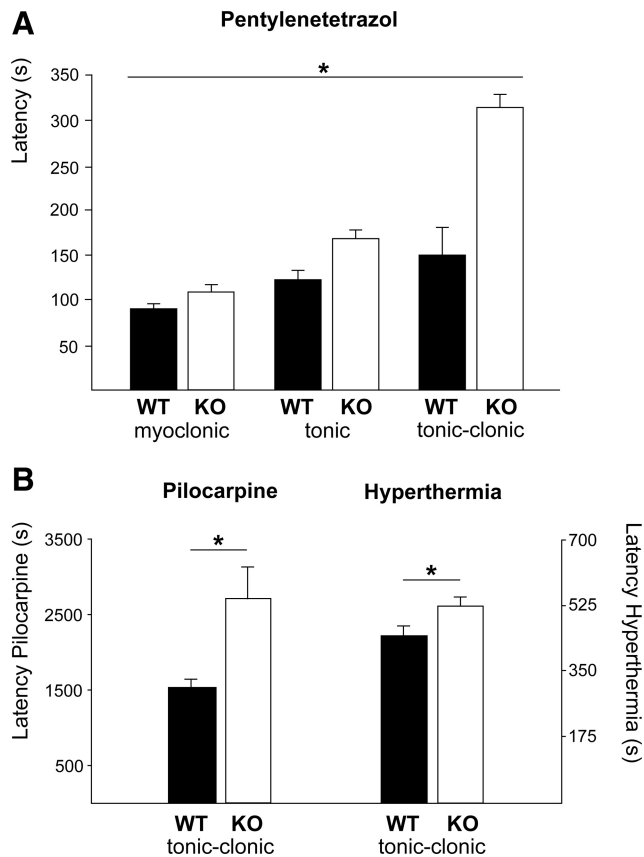 A
Pentylenetetrazol
Latency (s)
350
300
250
200
150
100
50
*
WT KO WT KO WT KO
myoclonic tonic tonic-clonic
B
Pilocarpine Hyperthermia
Latency Pilocarpine (s)
3500
2500
1500
500
* *
700
525
350
175
Latency Hyperthermia (s)
WT KO WT KO
tonic-clonic tonic-clonic